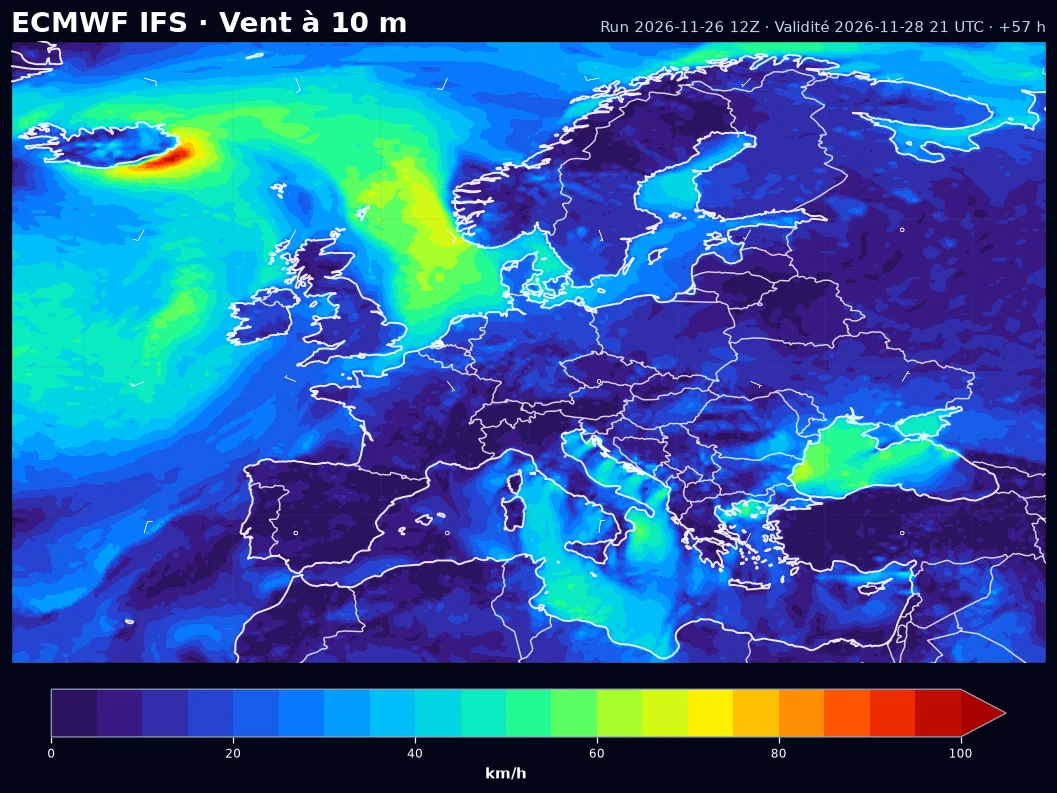 ECMWF IFS · Vent à 10 m
Run 2026-11-26 12Z · Validité 2026-11-28 21 UTC · +57 h
0 20 40 60 80 100
km/h